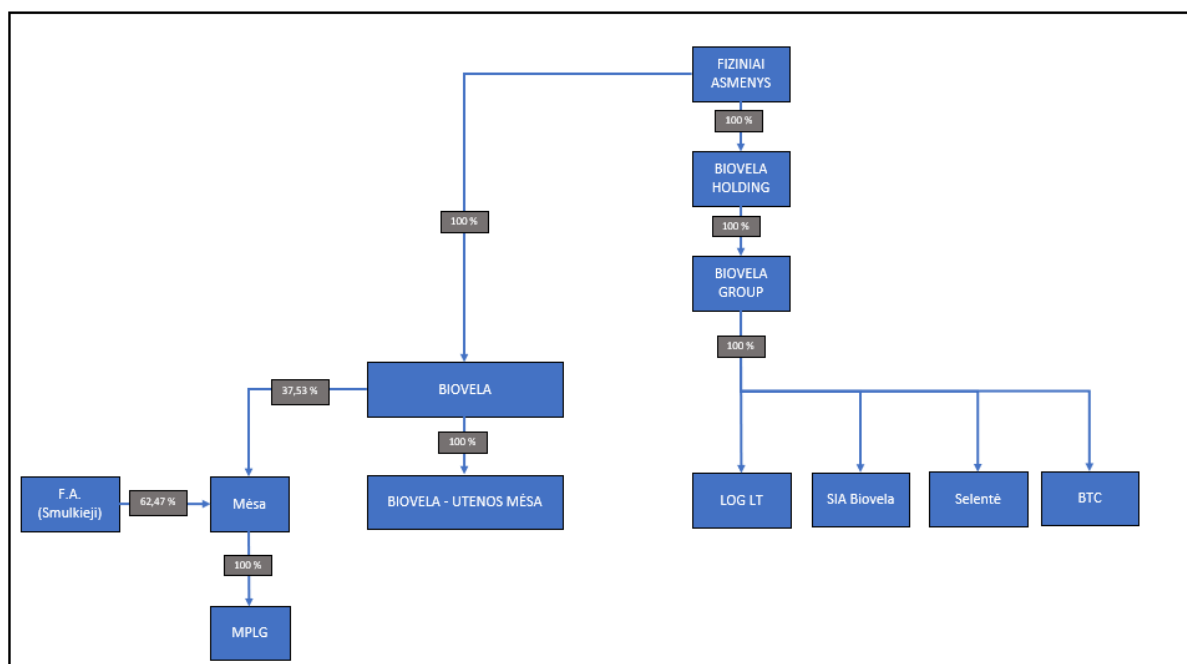 FIZINIAI
ASMENYS
100 %
BIOVELA
HOLDING
100 %
100 %
BIOVELA
GROUP
100 %
BIOVELA
37,53 %
100 %
F.A.
(Smulkieji)
62,47 %
Mėsa
BIOVELA - UTENOS MĖSA
LOG LT
SIA Biovela
Selentė
BTC
100 %
MPLG